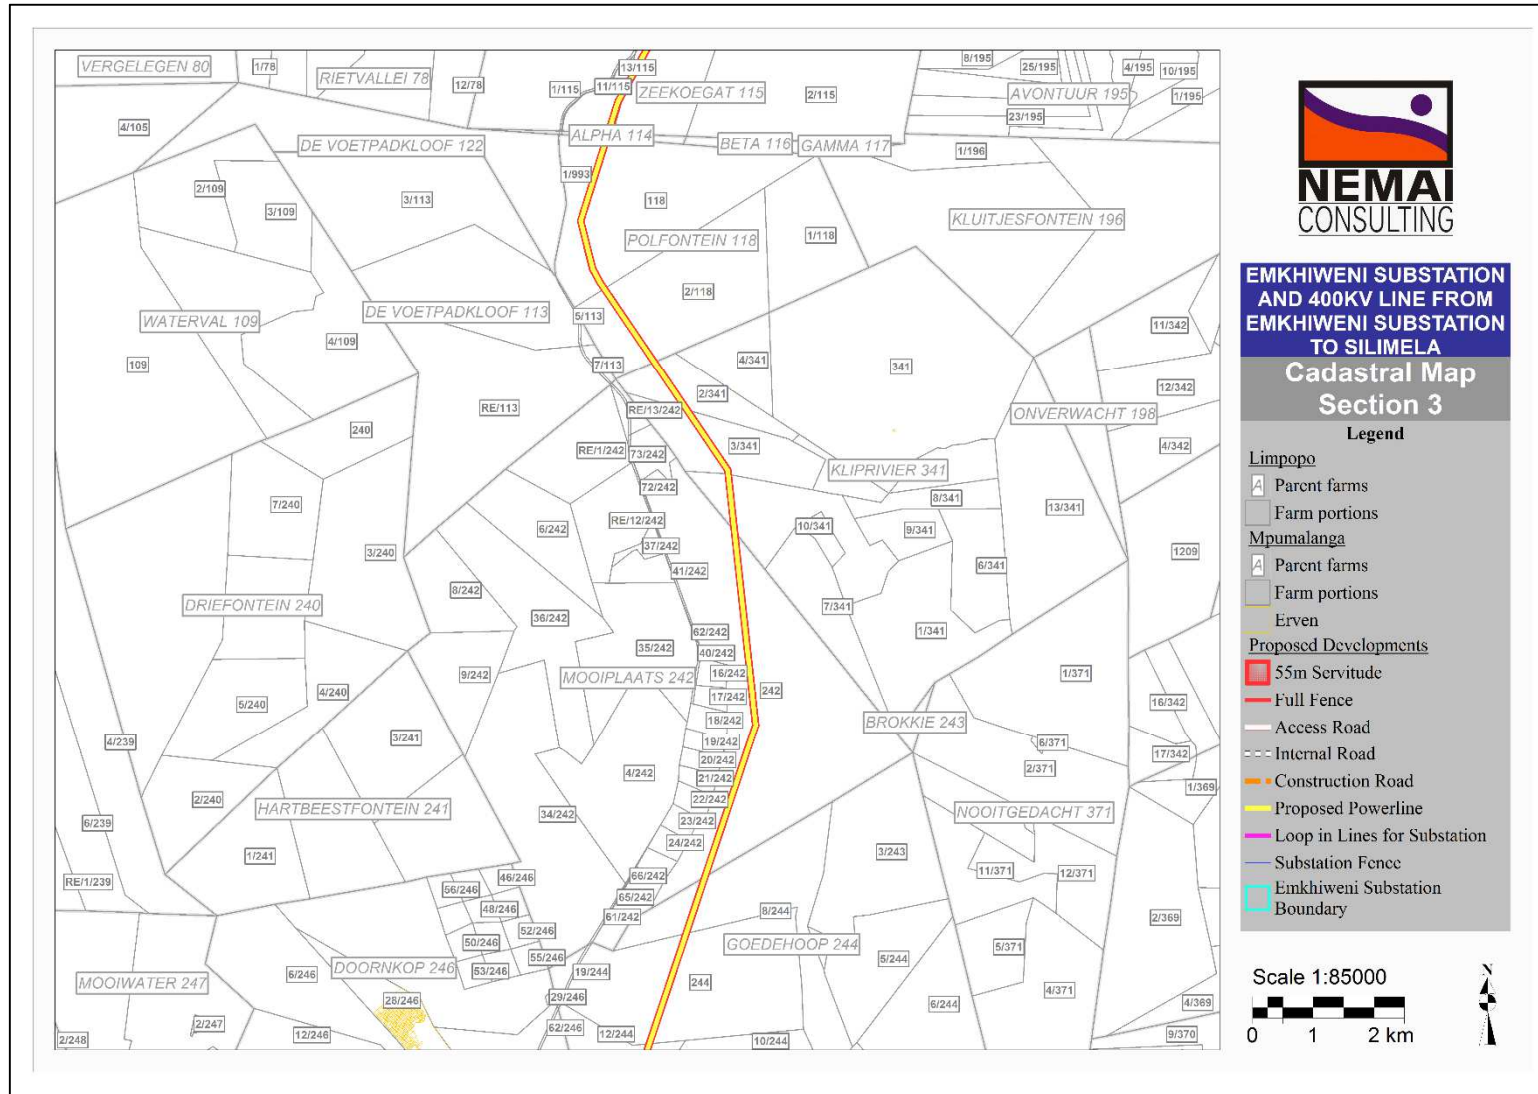 VERGELEGEN 80
1/78
RIETVALLEI 78
12/78
1/115
13/115
11/115
ZEEKOEGAT 115
2/115
8/195
25/195
4/195
10/195
AVONTUUR 195
1/195
23/195
4/105
DE VOETPADKLOOF 122
ALPHA 114
BETA 116
GAMMA 117
1/196
2/109
3/109
3/113
1/993
118
POLFONTEIN 118
1/118
KLUITJESFONTEIN 196
2/118
WATERVAL 109
DE VOETPADKLOOF 113
5/113
4/109
109
7/113
4/341
341
11/342
12/342
2/341
RE/113
RE/13/242
ONVERWACHT 198
240
RE/1/242
73/242
3/341
4/342
KLIPRIVIER 341
72/242
8/341
7/240
6/242
RE/12/242
10/341
9/341
13/341
3/240
37/242
1209
41/242
6/341
8/242
DRIEFONTEIN 240
36/242
7/341
62/242
1/341
35/242
40/242
9/242
MOOIPLAATS 242
16/242
1/371
4/240
17/242
242
5/240
18/242
BROKKIE 243
16/342
4/239
3/241
19/242
6/371
20/242
17/342
4/242
21/242
2/371
1/369
2/240
22/242
HARTBEESTFONTEIN 241
34/242
23/242
NOOITGEDACHT 371
6/239
24/242
3/243
1/241
11/371
12/371
RE/1/239
46/246
66/242
56/246
65/242
48/246
61/242
8/244
2/369
52/246
50/246
GOEDEHOOP 244
5/371
55/246
5/244
DOORNKOP 246
53/246
19/244
6/246
MOOIWATER 247
244
4/371
28/246
29/246
6/244
4/369
2/247
62/246
12/246
12/244
2/248
10/244
9/370
NEMAI
CONSULTING
EMKHIWENI SUBSTATION
AND 400KV LINE FROM
EMKHIWENI SUBSTATION
TO SILIMELA
Cadastral Map
Section 3
Legend
Limpopo
A Parent farms
Farm portions
Mpumalanga
A Parent farms
Farm portions
Erven
Proposed Developments
55m Servitude
Full Fence
Access Road
Internal Road
Construction Road
Proposed Powerline
Loop in Lines for Substation
Substation Fence
Emkhiweni Substation
Boundary
Scale 1:85000
0 1 2 km
N